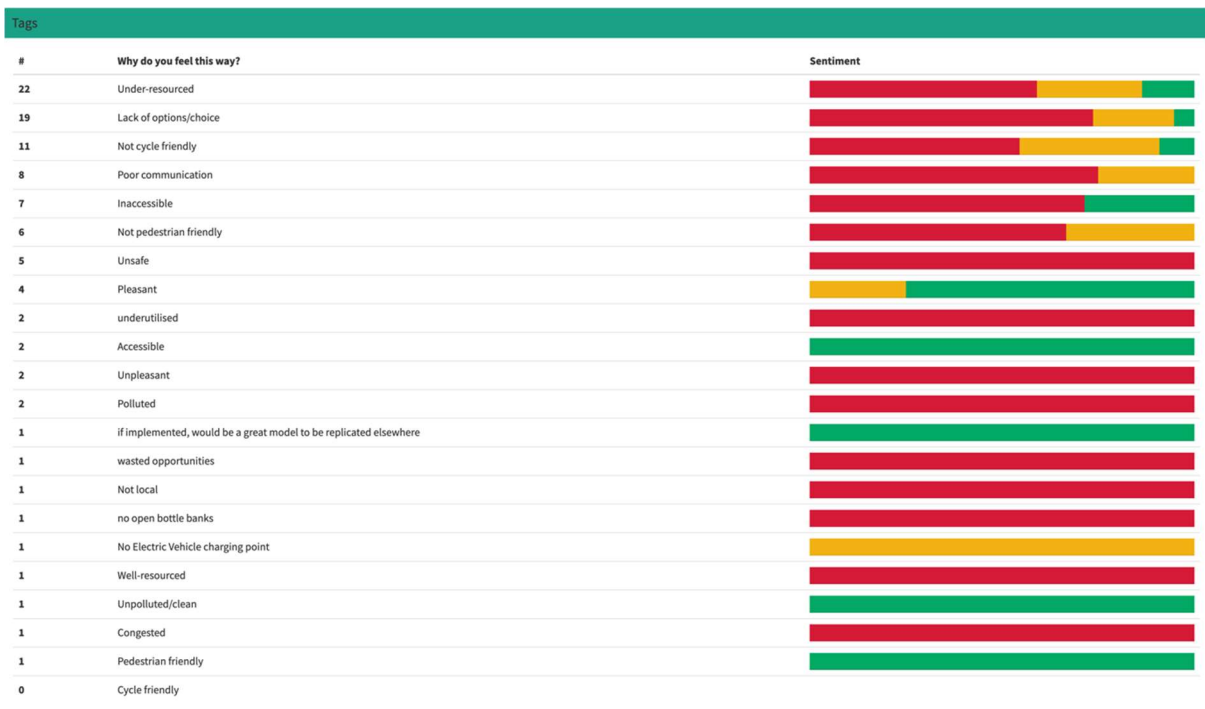 Tags
# Why do you feel this way? Sentiment
22 Under-resourced
19 Lack of options/choice
11 Not cycle friendly
8 Poor communication
7 Inaccessible
6 Not pedestrian friendly
5 Unsafe
4 Pleasant
2 underutilised
2 Accessible
2 Unpleasant
2 Polluted
1 if implemented, would be a great model to be replicated elsewhere
1 wasted opportunities
1 Not local
1 no open bottle banks
1 No Electric Vehicle charging point
1 Well-resourced
1 Unpolluted/clean
1 Congested
1 Pedestrian friendly
0 Cycle friendly